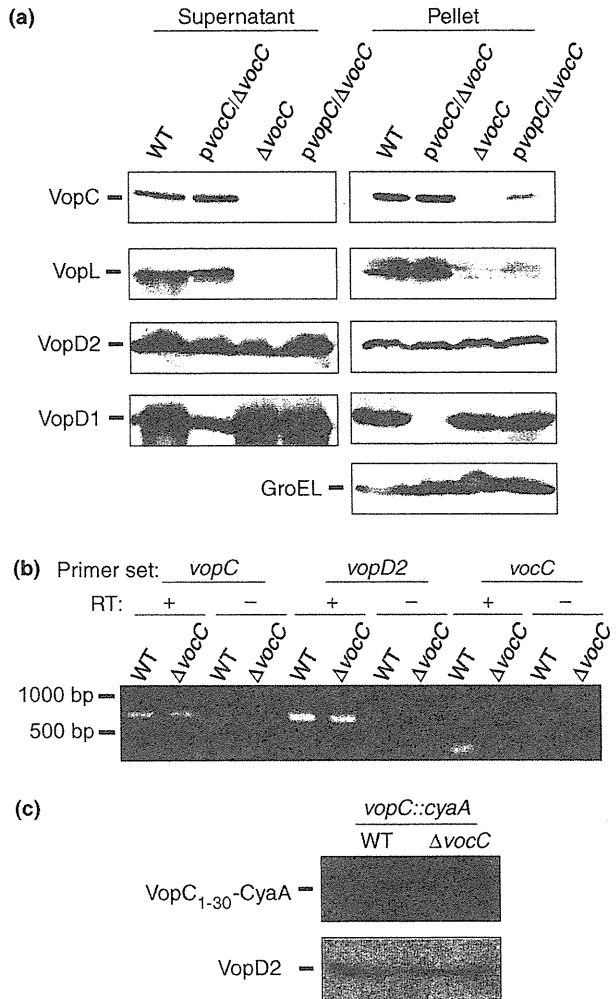 (a)
Supernatant Pellet
WT pvocC/ΔvocC ΔvocC pvopC/ΔvocC WT pvocC/ΔvocC ΔvocC pvopC/ΔvocC
VopC
VopL
VopD2
VopD1
GroEL
(b) Primer set: vopC vopD2 vocC
RT: + − + − + −
WT ΔvocC WT ΔvocC WT ΔvocC WT ΔvocC WT ΔvocC WT ΔvocC
1000 bp
500 bp
(c)
vopC::cyaA
WT ΔvocC
VopC1-30-CyaA
VopD2